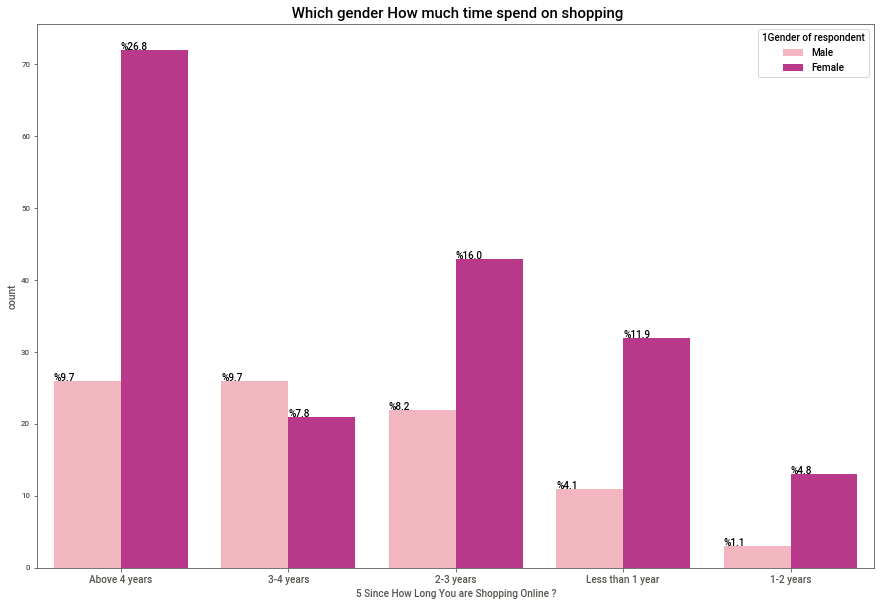 Which gender How much time spend on shopping
1Gender of respondent
Male
Female
%26.8
%9.7
%9.7
%7.8
%8.2
%16.0
%4.1
%11.9
%1.1
%4.8
70
60
50
40
30
20
10
0
count
Above 4 years
3-4 years
2-3 years
Less than 1 year
1-2 years
5 Since How Long You are Shopping Online ?